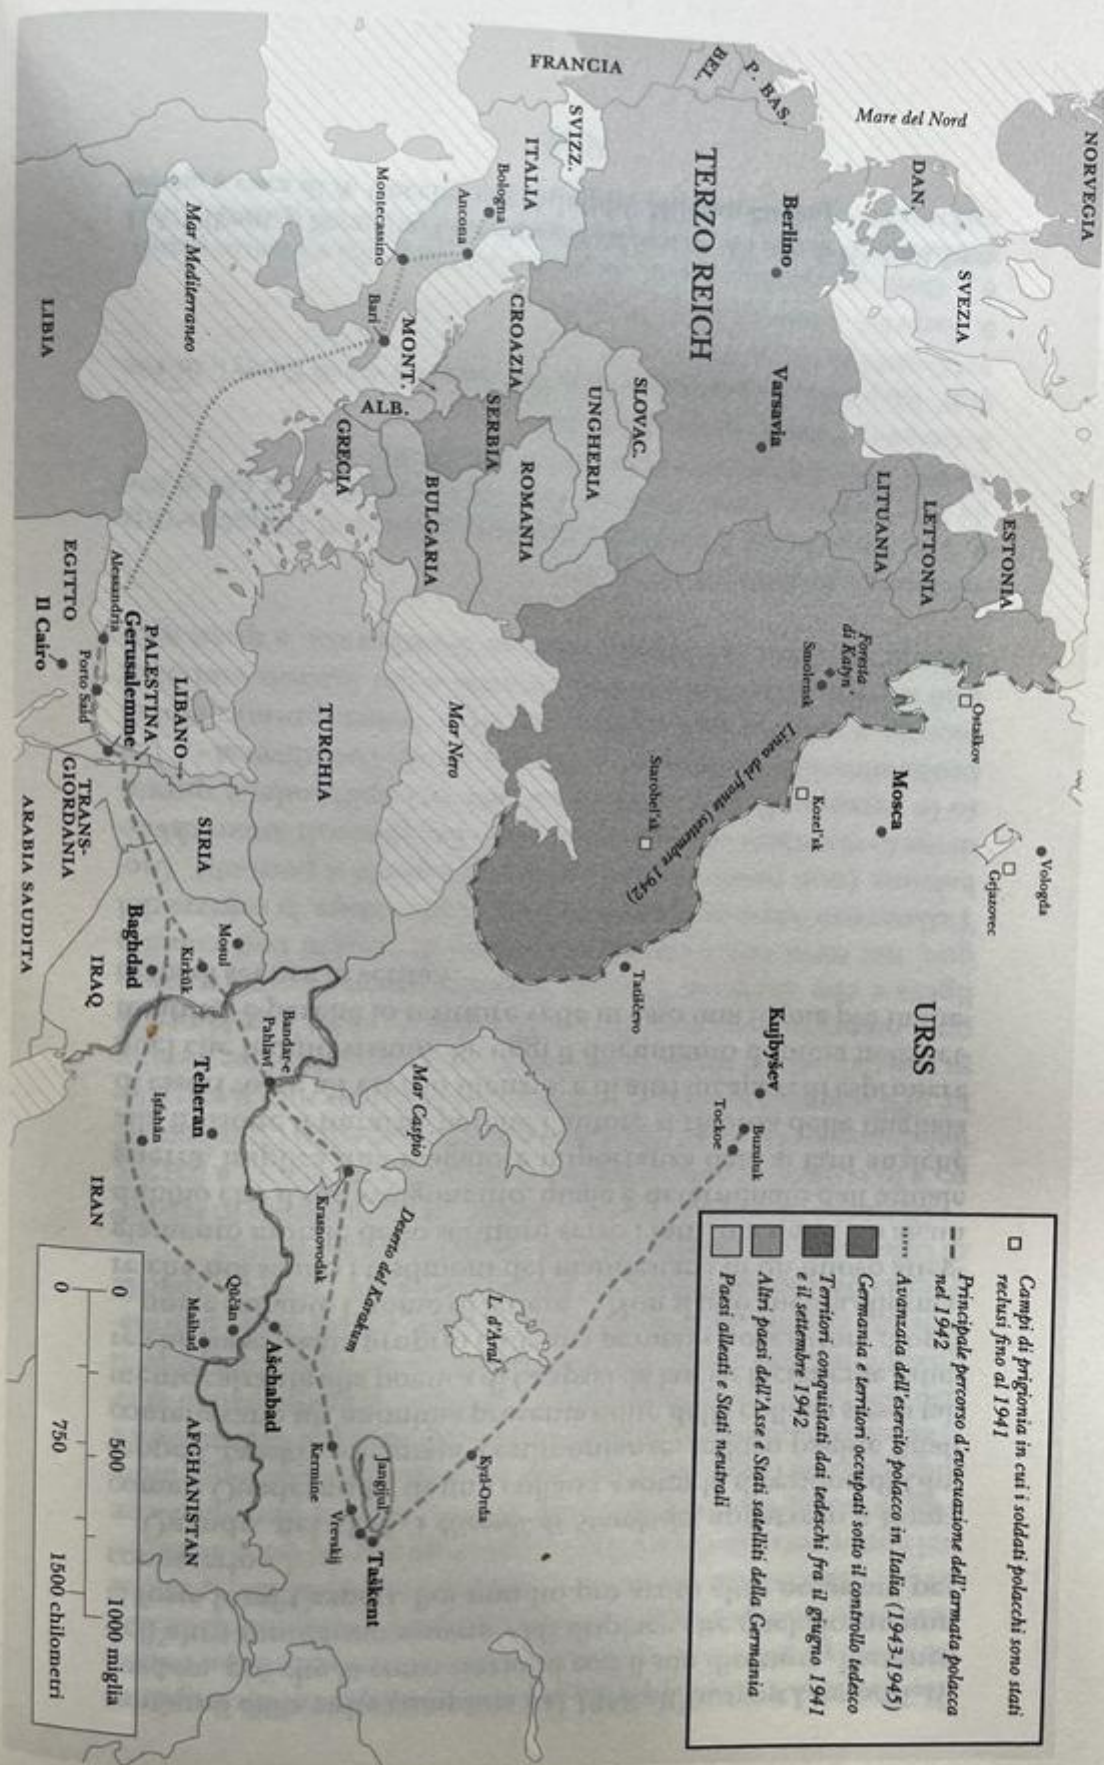 NORVEGIA
Mare del Nord
DAN.
SVEZIA
P. BAS.
BEL.
FRANCIA
SVIZZ.
TERZO REICH
Berlino
Varsavia
ESTONIA
LETTONIA
LITUANIA
ITALIA
Bologna
Ancona
Montecassino
Bari
CROAZIA
MONT.
ALB.
SERBIA
SLOVAC.
UNGHERIA
ROMANIA
BULGARIA
GRECIA
Mar Mediterraneo
LIBIA
EGITTO
Il Cairo
Alessandria
Porto Said
Gerusalemme
PALESTINA
LIBANO→
TRANS-
GIORDANIA
ARABIA SAUDITA
SIRIA
TURCHIA
Mar Nero
Foresta
di Katyn'
Smolensk
Ostaškov
Mosca
Kozel'sk
Starobel'sk
Linea del fronte (settembre 1942)
Vologda
Grjazovec
Tatiščevo
URSS
Kujbyšev
Buzuluk
Tockoe
Mosul
Kirkūk
Baghdad
IRAQ
Bandar-e
Pahlavi
Teheran
Iṣfahān
IRAN
Mar Caspio
Krasnovodsk
Deserto del Karakum
L. d'Aral
Qūčān
Mašhad
Ašchabad
AFGHANISTAN
Kermine
Jangijul'
Vrevskij
Kyzl-Orda
Taškent
Campi di prigionia in cui i soldati polacchi sono stati
reclusi fino al 1941
Principale percorso d'evacuazione dell'armata polacca
nel 1942
Avanzata dell'esercito polacco in Italia (1943-1945)
Germania e territori occupati sotto il controllo tedesco
Territori conquistati dai tedeschi fra il giugno 1941
e il settembre 1942
Altri paesi dell'Asse e Stati satelliti della Germania
Paesi alleati e Stati neutrali
0 500 1000 miglia
0 750 1500 chilometri